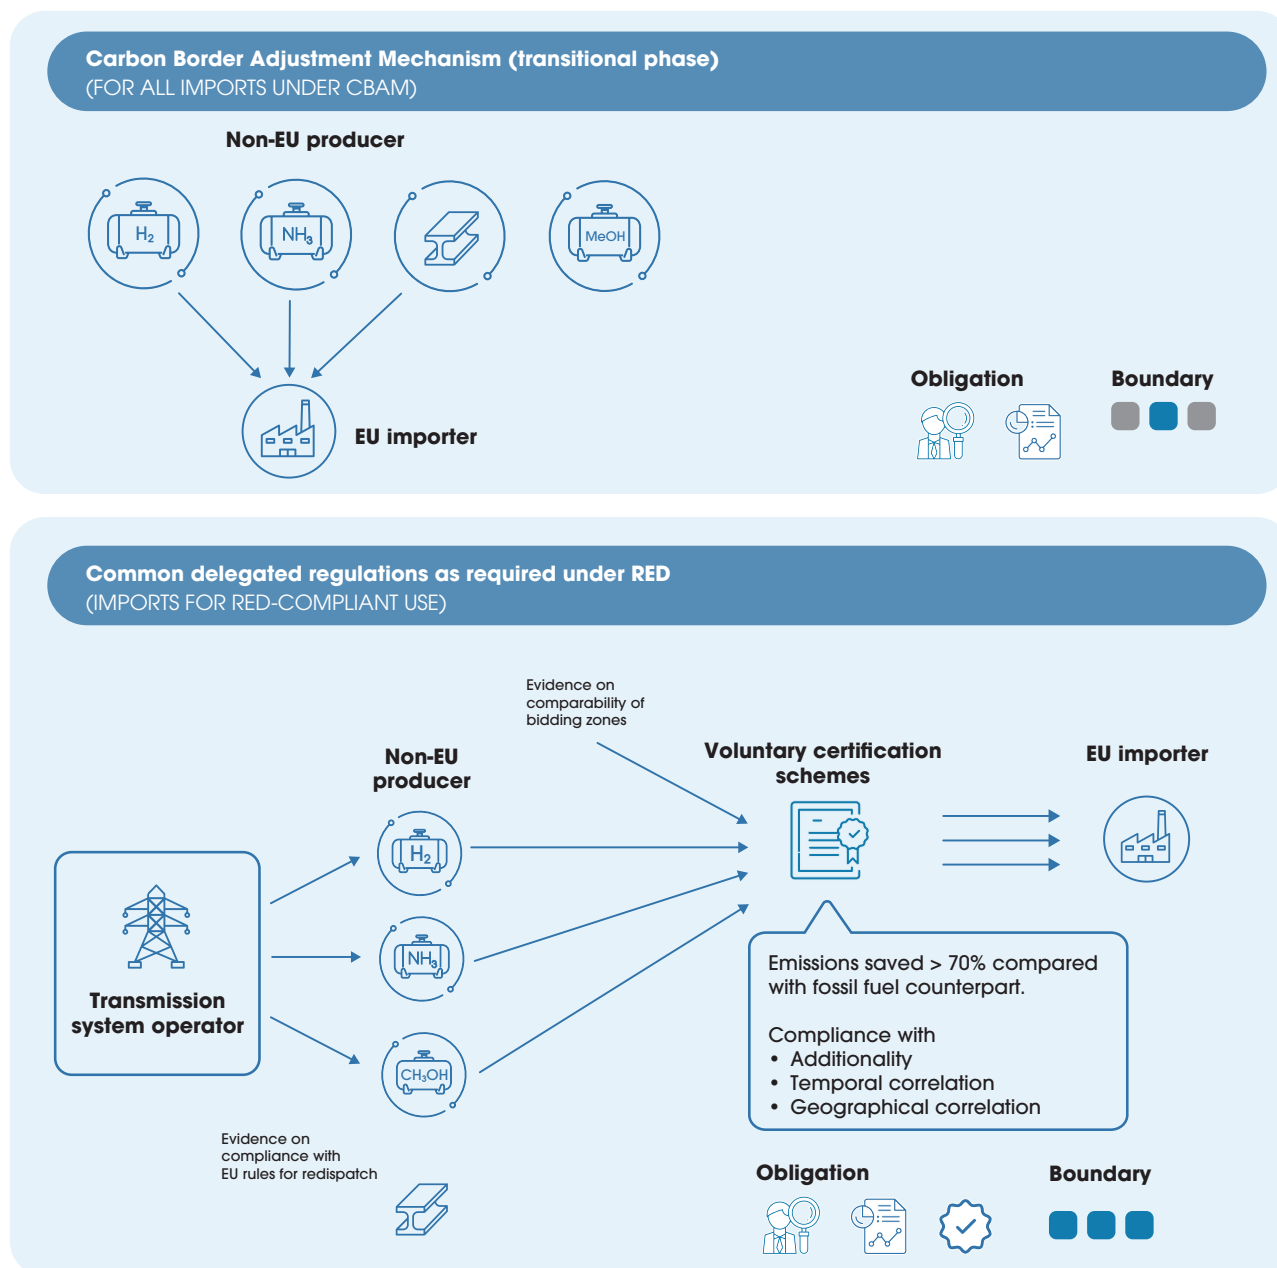 Carbon Border Adjustment Mechanism (transitional phase)
(FOR ALL IMPORTS UNDER CBAM)
Non-EU producer
H₂
NH₃
MeOH
EU importer
Obligation
Boundary
Common delegated regulations as required under RED
(IMPORTS FOR RED-COMPLIANT USE)
Evidence on
comparability of
bidding zones
Non-EU
producer
Voluntary certification
schemes
EU importer
H₂
NH₃
CH₃OH
Transmission
system operator
Emissions saved > 70% compared
with fossil fuel counterpart.
Compliance with
• Additionality
• Temporal correlation
• Geographical correlation
Evidence on
compliance with
EU rules for redispatch
Obligation
Boundary